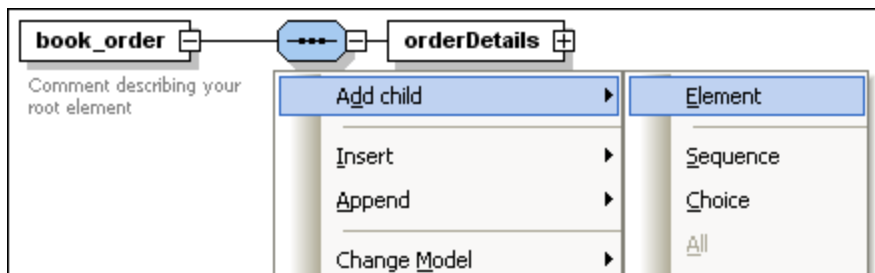 book_order
orderDetails
Comment describing your
root element
Add child
Element
Insert
Sequence
Append
Choice
All
Change Model